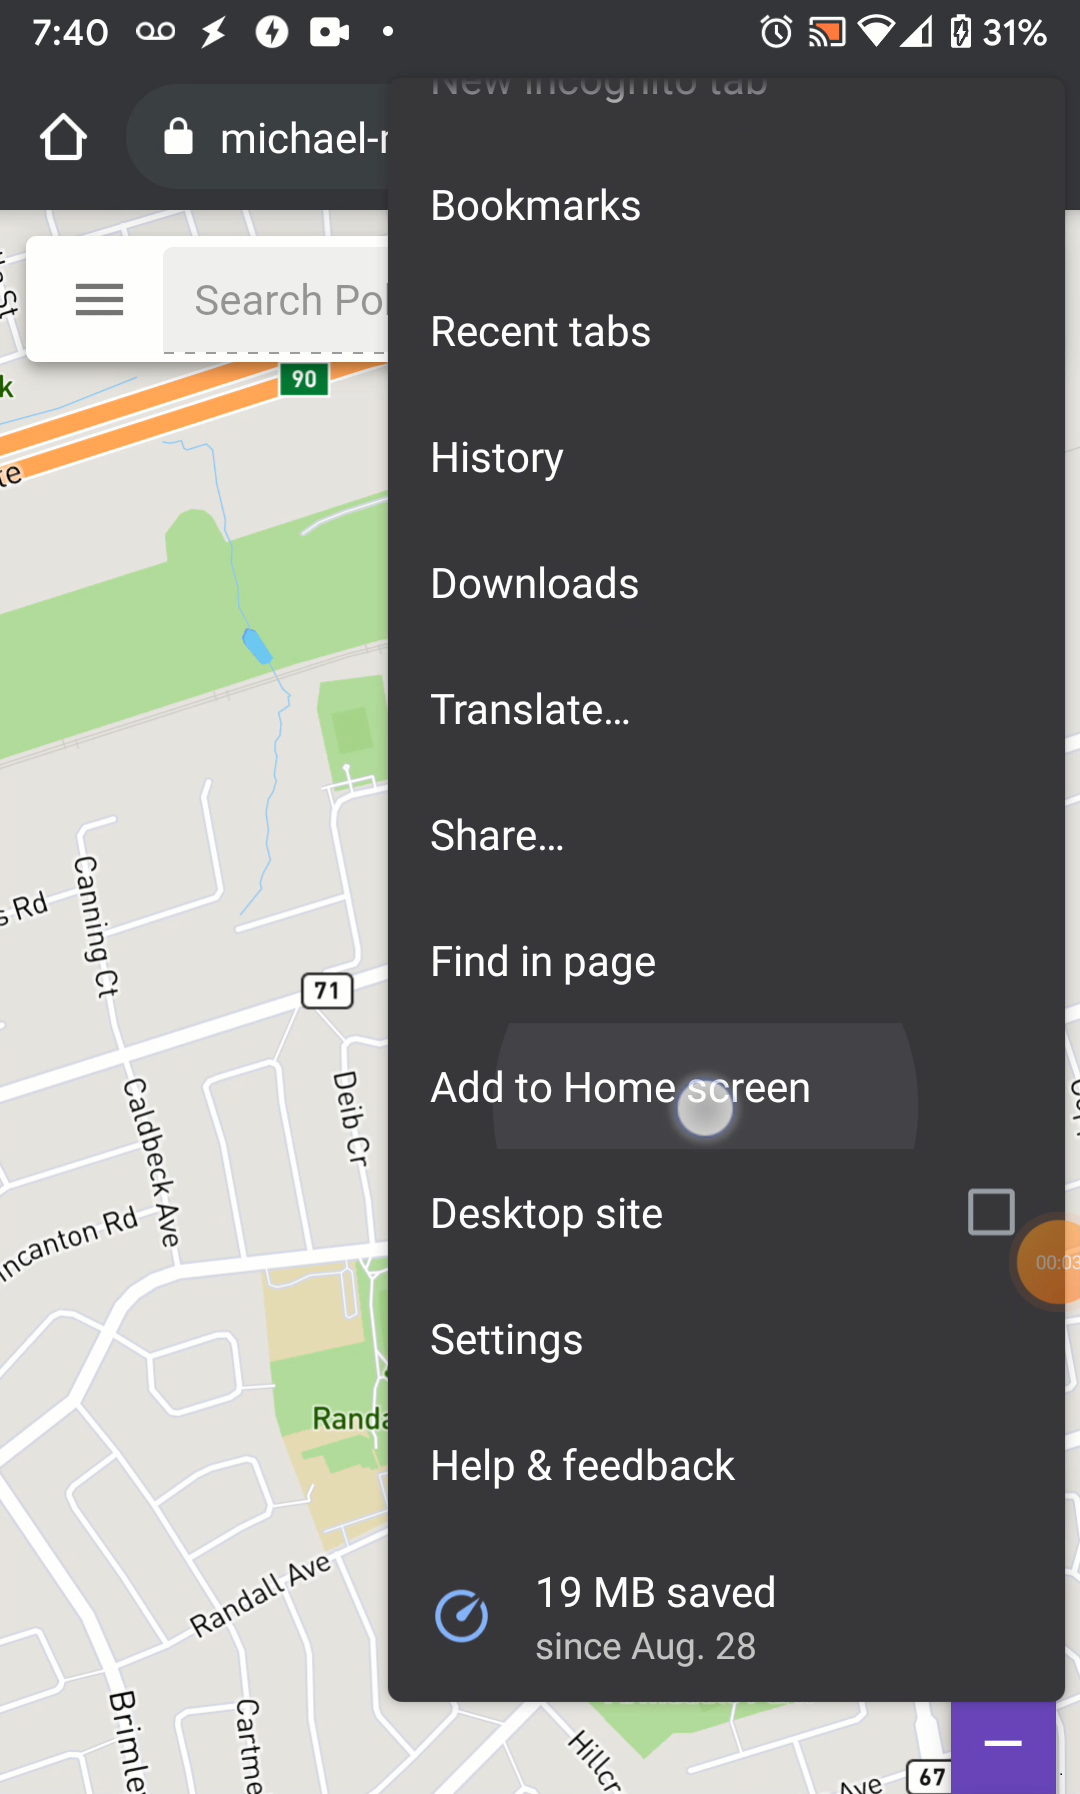 7:40
31%
New Incognito tab
michael-
Bookmarks
Search Pol
90
Recent tabs
History
Downloads
Translate...
Share...
s Rd
Canning Ct
Find in page
71
Add to Home screen
Deib Cr
Caldbeck Ave
Desktop site
incanton Rd
00:03
Settings
Randa
Help & feedback
Randall Ave
19 MB saved
since Aug. 28
Brimle
Cartme
Hillcr
Ave
67